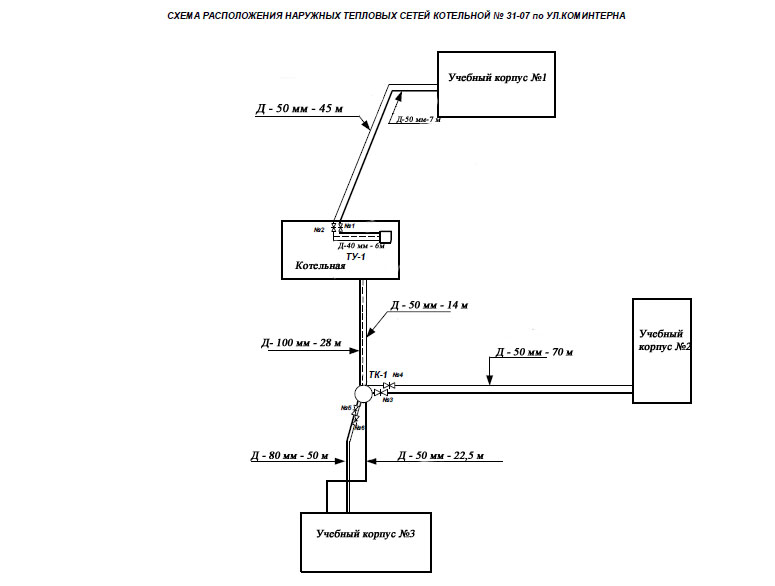 СХЕМА РАСПОЛОЖЕНИЯ НАРУЖНЫХ ТЕПЛОВЫХ СЕТЕЙ КОТЕЛЬНОЙ № 31-07 по УЛ.КОМИНТЕРНА
Учебный корпус №1
Д - 50 мм - 45 м
Д-50 мм-7 м
№2
№1
Д-40 мм - 6м
ТУ-1
Котельная
Д - 50 мм - 14 м
Д- 100 мм - 28 м
Учебный
корпус №2
Д - 50 мм - 70 м
ТК-1
№4
№3
№5
№6
Д - 80 мм - 50 м
Д - 50 мм - 22,5 м
Учебный корпус №3